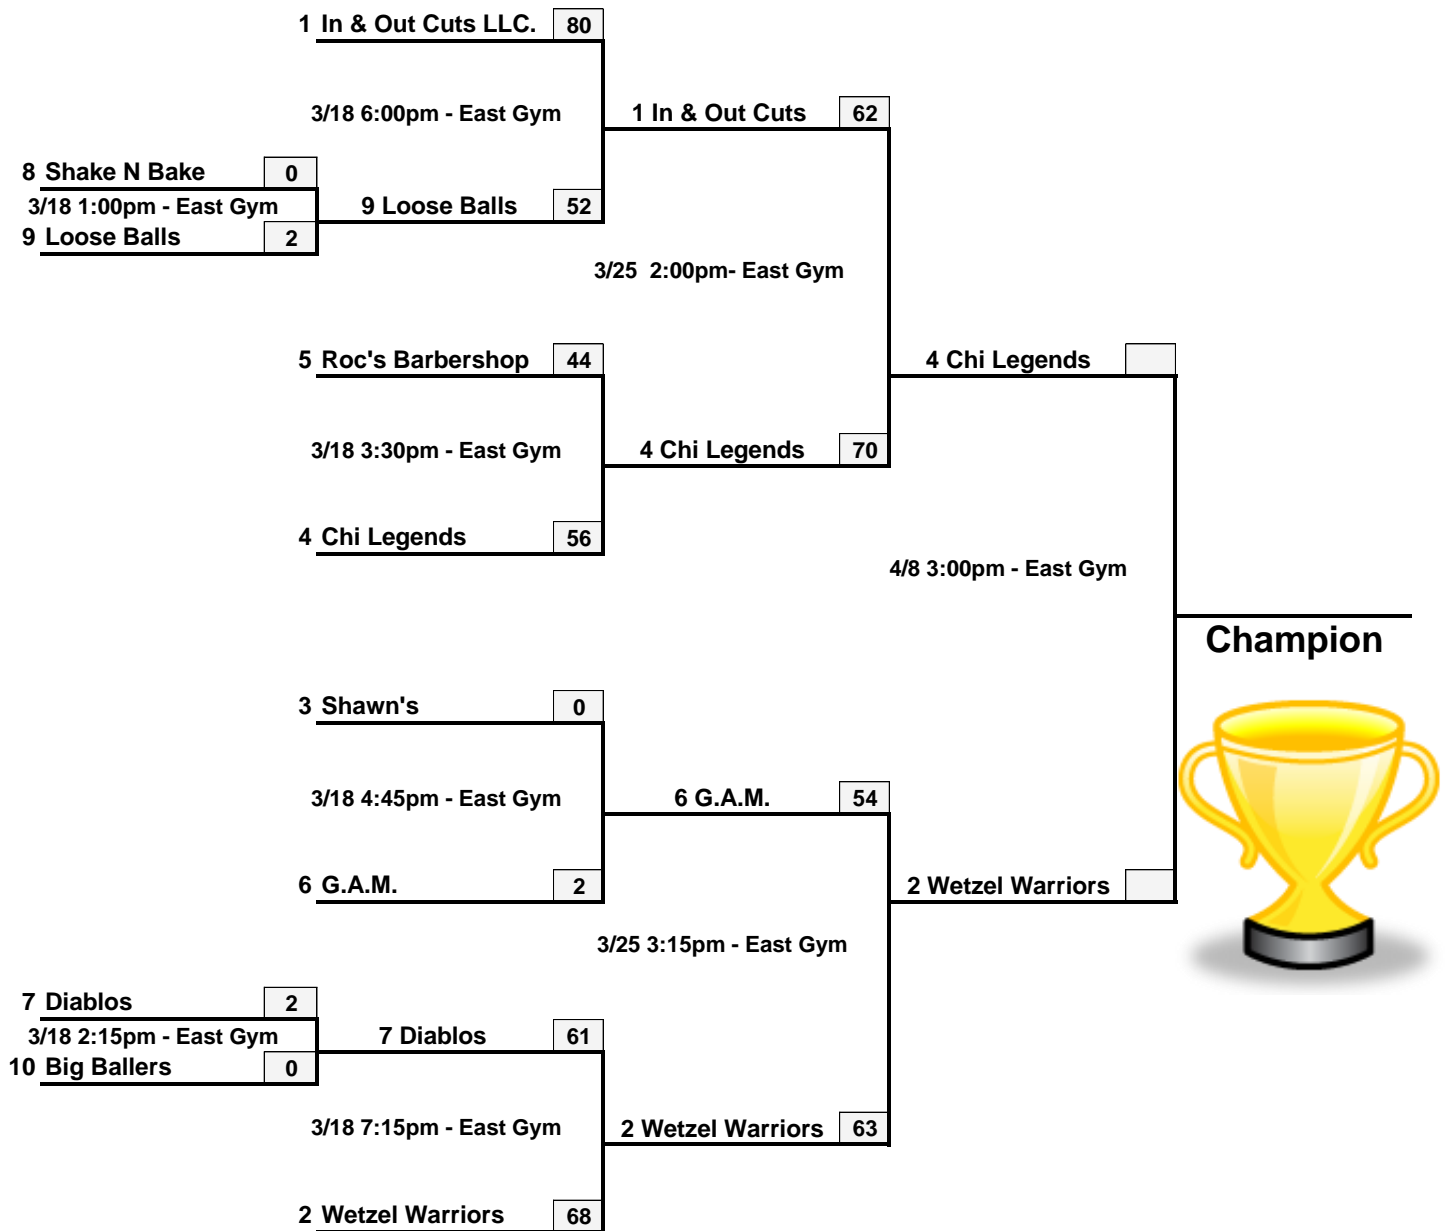 1 In & Out Cuts LLC. 80
3/18 6:00pm - East Gym
1 In & Out Cuts 62
8 Shake N Bake 0
3/18 1:00pm - East Gym
9 Loose Balls 52
9 Loose Balls 2
3/25 2:00pm- East Gym
5 Roc's Barbershop 44
4 Chi Legends
3/18 3:30pm - East Gym
4 Chi Legends 70
4 Chi Legends 56
4/8 3:00pm - East Gym
Champion
3 Shawn's 0
3/18 4:45pm - East Gym
6 G.A.M. 54
6 G.A.M. 2
2 Wetzel Warriors
3/25 3:15pm - East Gym
7 Diablos 2
3/18 2:15pm - East Gym
7 Diablos 61
10 Big Ballers 0
3/18 7:15pm - East Gym
2 Wetzel Warriors 63
2 Wetzel Warriors 68